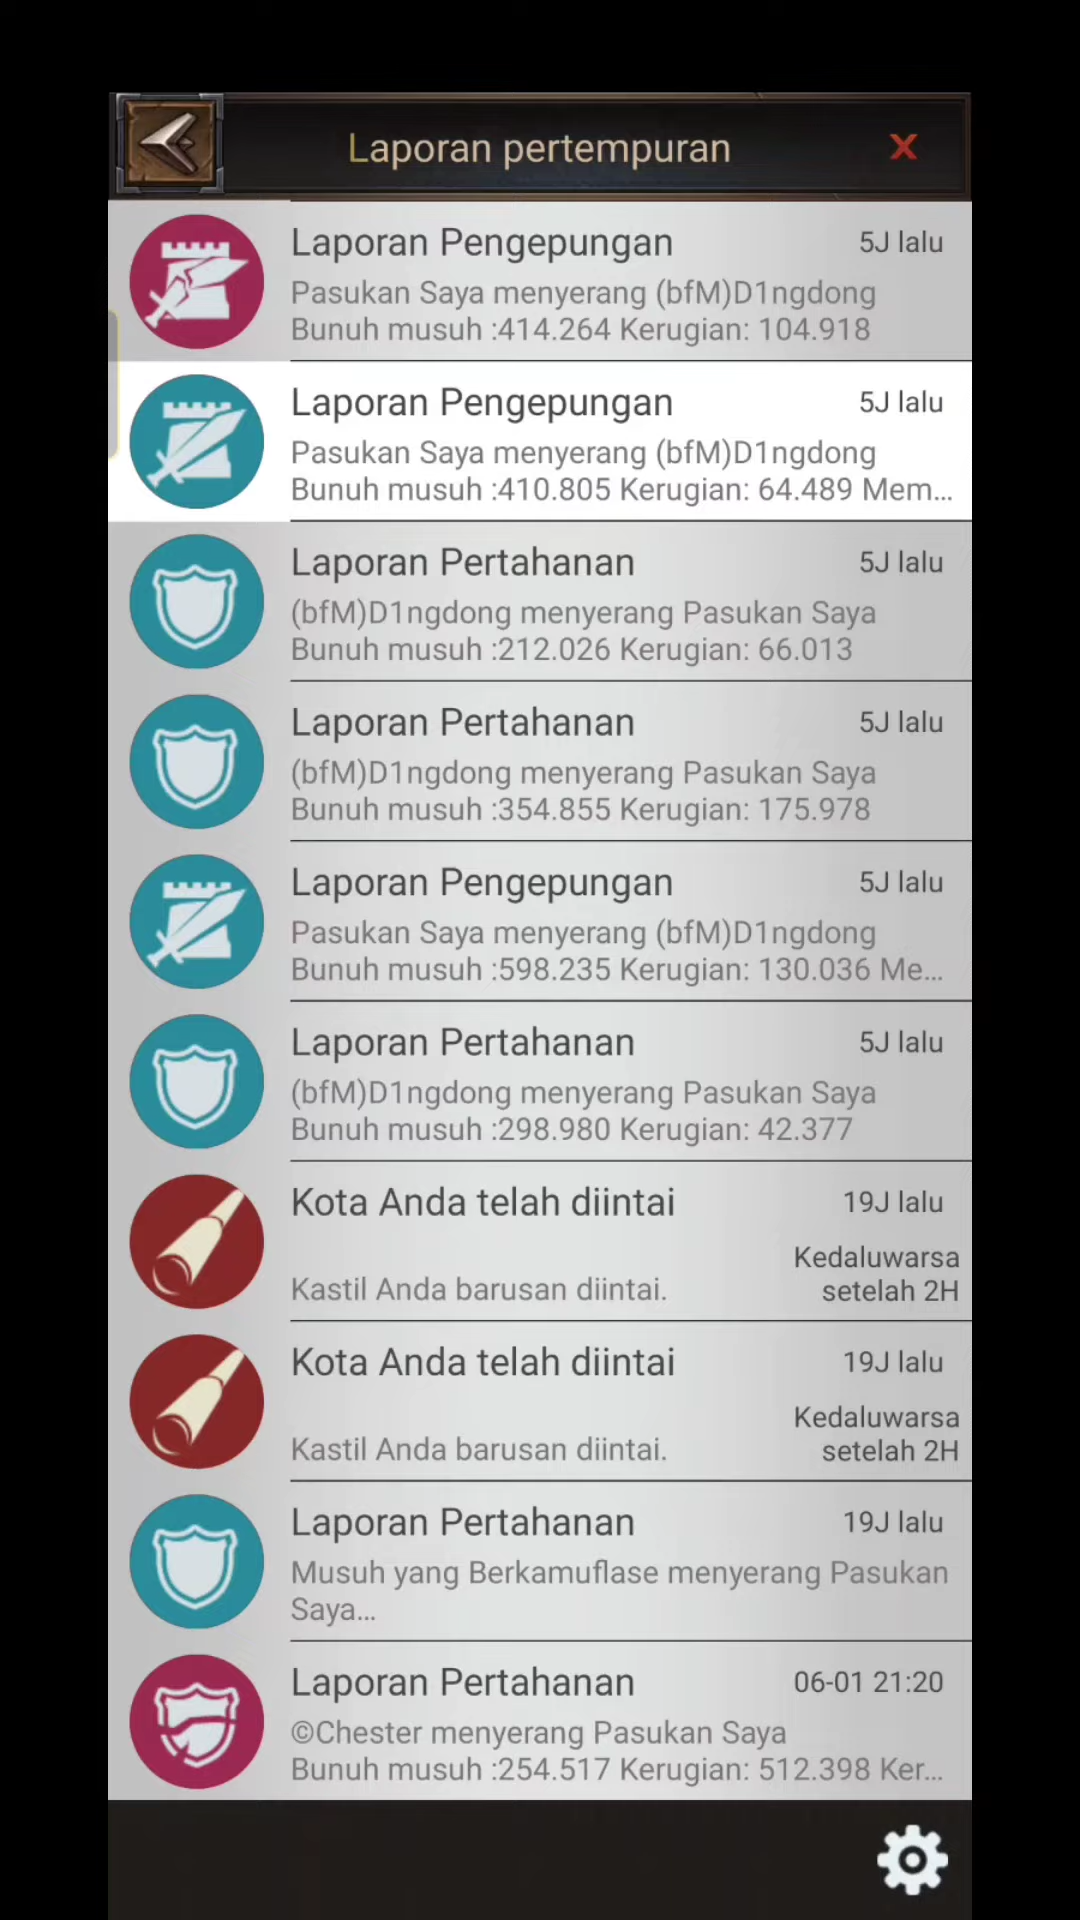 Laporan pertempuran
X
Laporan Pengepungan
5J lalu
Pasukan Saya menyerang (bfM)D1ngdong
Bunuh musuh :414.264 Kerugian: 104.918
Laporan Pengepungan
5J lalu
Pasukan Saya menyerang (bfM)D1ngdong
Bunuh musuh :410.805 Kerugian: 64.489 Mem...
Laporan Pertahanan
5J lalu
(bfM)D1ngdong menyerang Pasukan Saya
Bunuh musuh :212.026 Kerugian: 66.013
Laporan Pertahanan
5J lalu
(bfM)D1ngdong menyerang Pasukan Saya
Bunuh musuh :354.855 Kerugian: 175.978
Laporan Pengepungan
5J lalu
Pasukan Saya menyerang (bfM)D1ngdong
Bunuh musuh :598.235 Kerugian: 130.036 Me...
Laporan Pertahanan
5J lalu
(bfM)D1ngdong menyerang Pasukan Saya
Bunuh musuh :298.980 Kerugian: 42.377
Kota Anda telah diintai
19J lalu
Kastil Anda barusan diintai.
Kedaluwarsa
setelah 2H
Kota Anda telah diintai
19J lalu
Kastil Anda barusan diintai.
Kedaluwarsa
setelah 2H
Laporan Pertahanan
19J lalu
Musuh yang Berkamuflase menyerang Pasukan
Saya...
Laporan Pertahanan
06-01 21:20
©Chester menyerang Pasukan Saya
Bunuh musuh :254.517 Kerugian: 512.398 Ker...